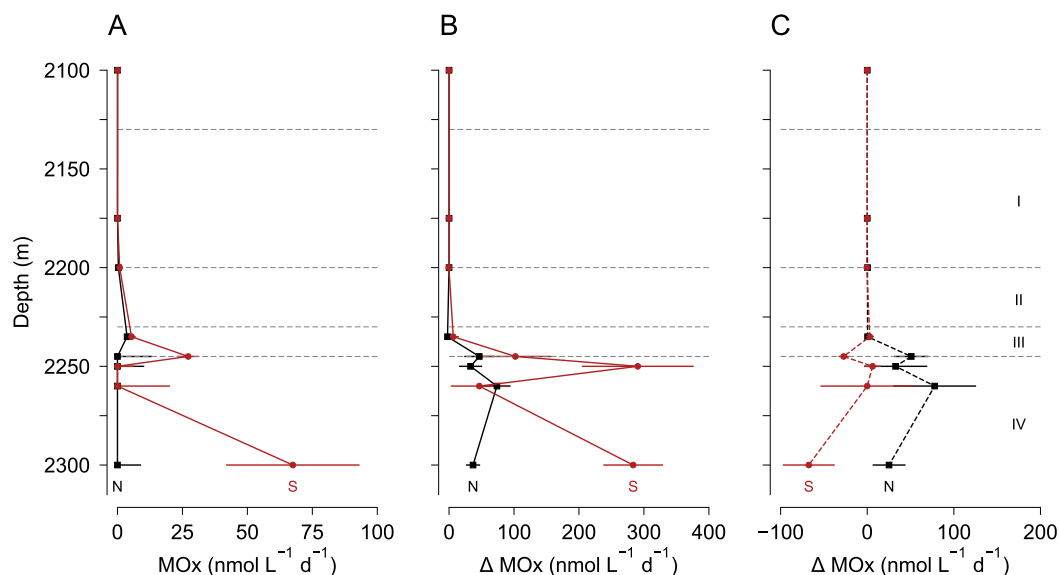 A
B
C
Depth (m)
2100
2150
2200
2250
2300
I
II
III
IV
N
S
N
S
S
N
0
25
50
75
100
0
100
200
300
400
−100
0
100
200
MOx (nmol L⁻¹ d⁻¹)
Δ MOx (nmol L⁻¹ d⁻¹)
Δ MOx (nmol L⁻¹ d⁻¹)